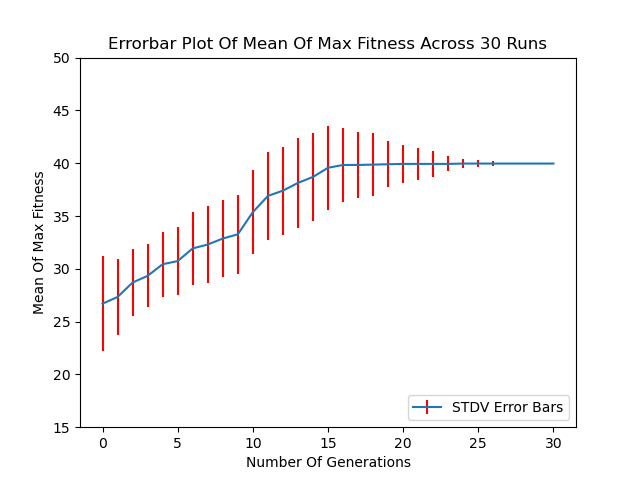 Errorbar Plot Of Mean Of Max Fitness Across 30 Runs
50
45
40
35
30
25
20
15
Mean Of Max Fitness
STDV Error Bars
0 5 10 15 20 25 30
Number Of Generations